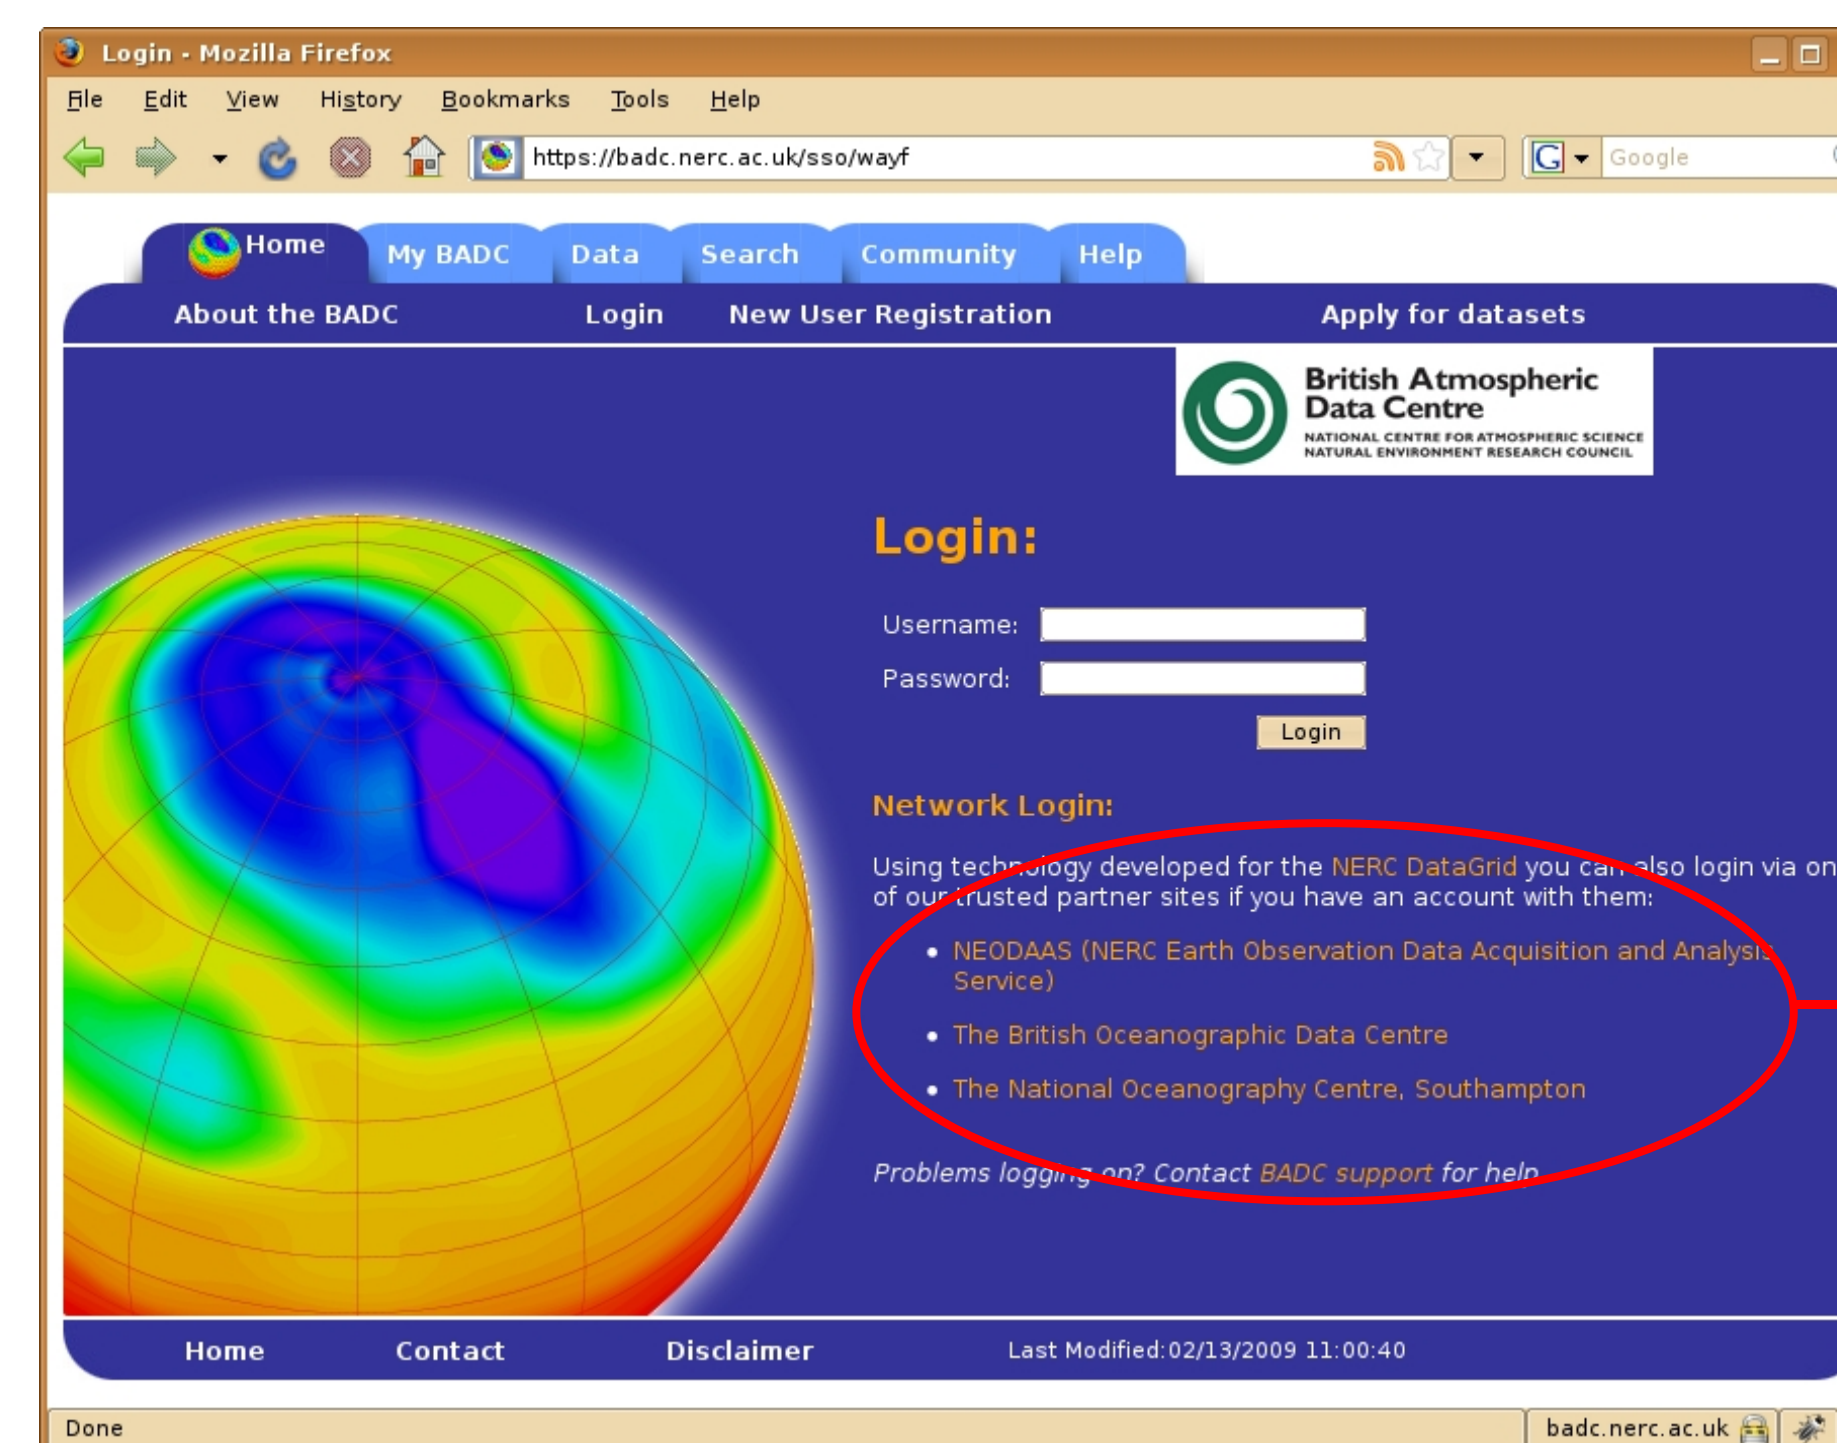 Login - Mozilla Firefox
File Edit View History Bookmarks Tools Help
https://badc.nerc.ac.uk/sso/wayf
G Google
Home My BADC Data Search Community Help
About the BADC Login New User Registration Apply for datasets
British Atmospheric
Data Centre
NATIONAL CENTRE FOR ATMOSPHERIC SCIENCE
NATURAL ENVIRONMENT RESEARCH COUNCIL
Login:
Username:
Password:
Login
Network Login:
Using technology developed for the NERC DataGrid you can also login via on
of our trusted partner sites if you have an account with them:
• NEODAAS (NERC Earth Observation Data Acquisition and Analysis
Service)
• The British Oceanographic Data Centre
• The National Oceanography Centre, Southampton
Problems logging on? Contact BADC support for help
Home Contact Disclaimer Last Modified:02/13/2009 11:00:40
Done badc.nerc.ac.uk